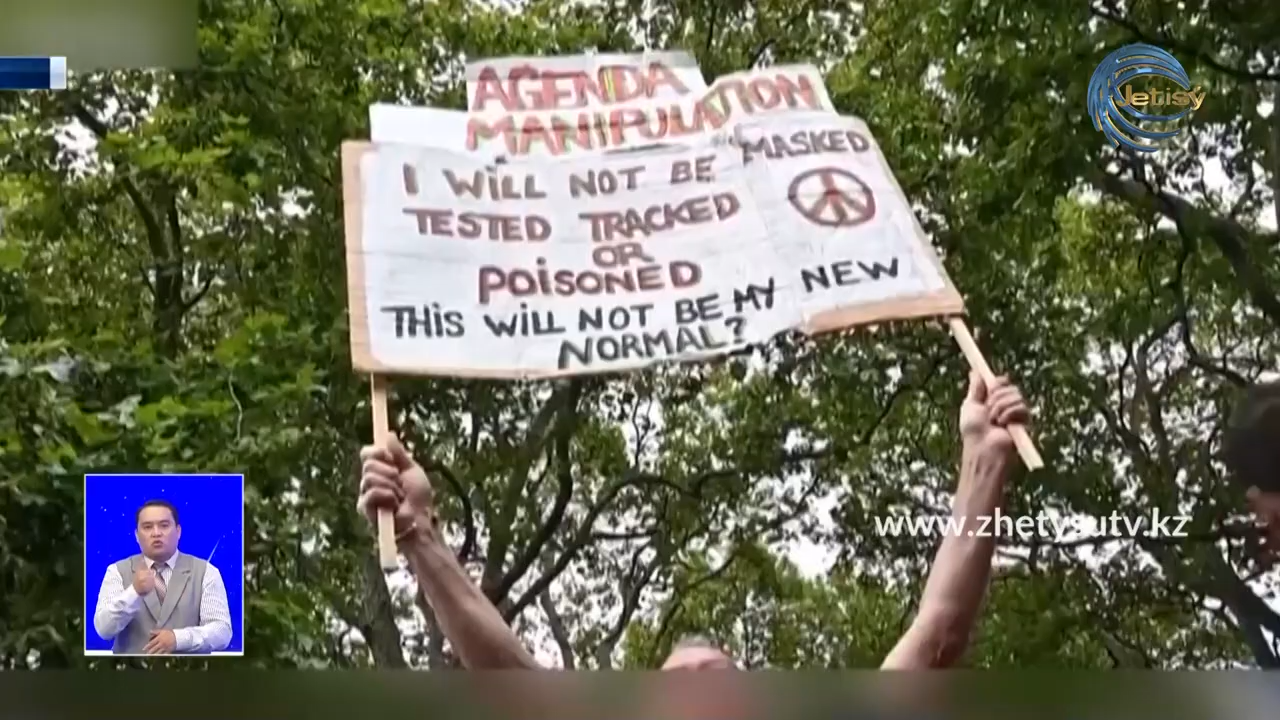 AGENDA
MANIPULATION
I WILL NOT BE "MASKED
TESTED TRACKED
OR
POISONED
THIS WILL NOT BE MY NEW
NORMAL?
Jetisý
www.zhetysutv.kz